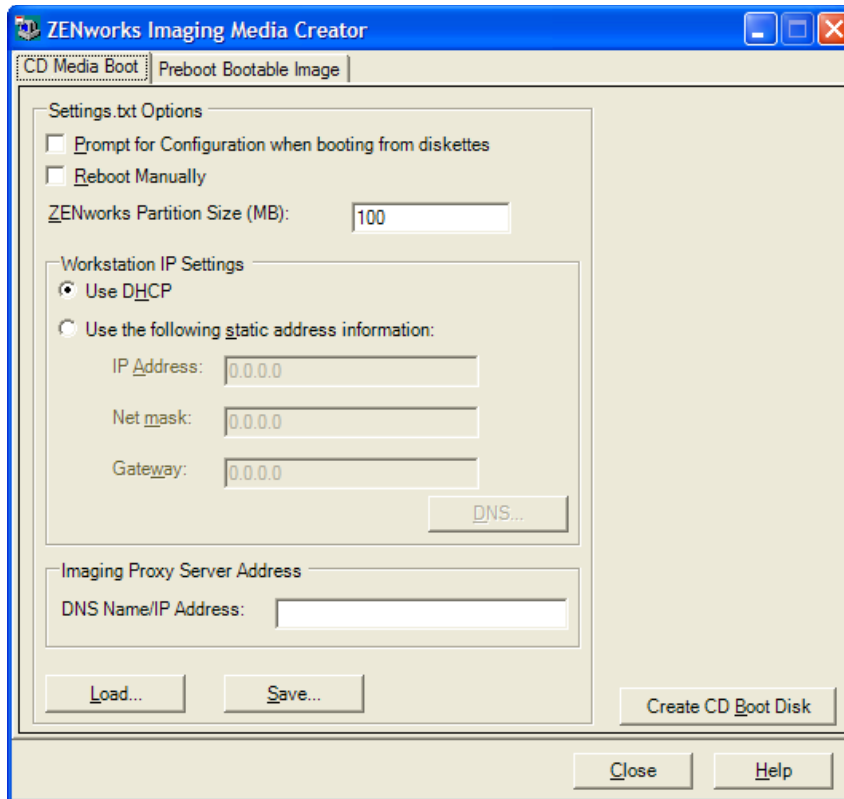 ZENworks Imaging Media Creator
CD Media Boot
Preboot Bootable Image
Settings.txt Options
Prompt for Configuration when booting from diskettes
Reboot Manually
ZENworks Partition Size (MB):
100
Workstation IP Settings
Use DHCP
Use the following static address information:
IP Address:
0.0.0.0
Net mask:
0.0.0.0
Gateway:
0.0.0.0
DNS...
Imaging Proxy Server Address
DNS Name/IP Address:
Load...
Save...
Create CD Boot Disk
Close
Help